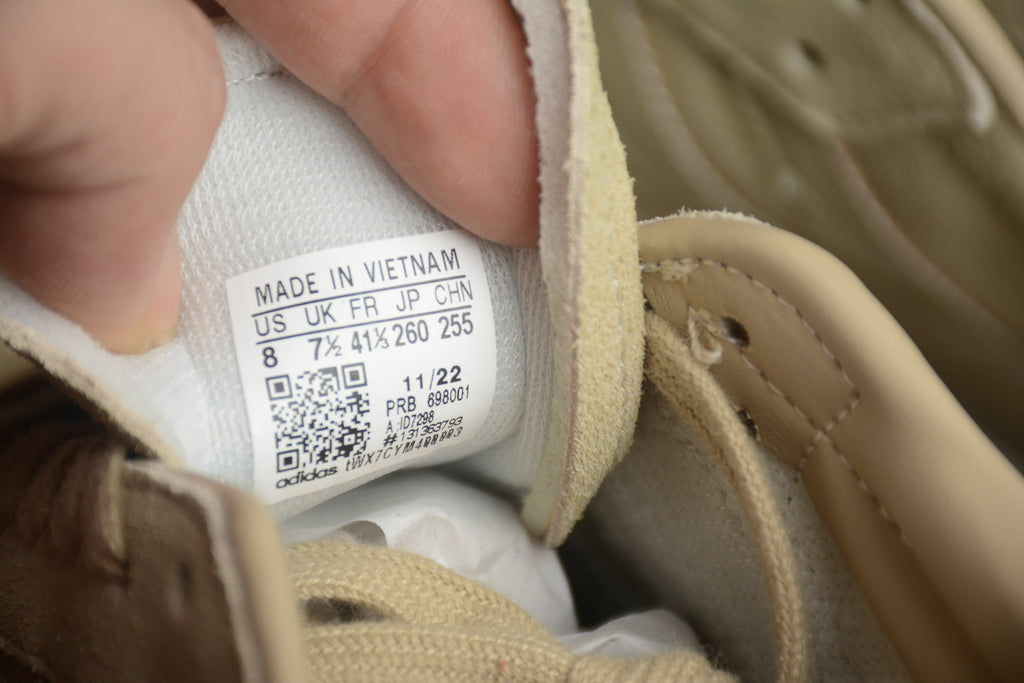 MADE IN VIETNAM
US UK FR JP CHN
8 7½ 41⅓ 260 255
11/22
PRB 698001
A:ID7298
#131363793
adidas